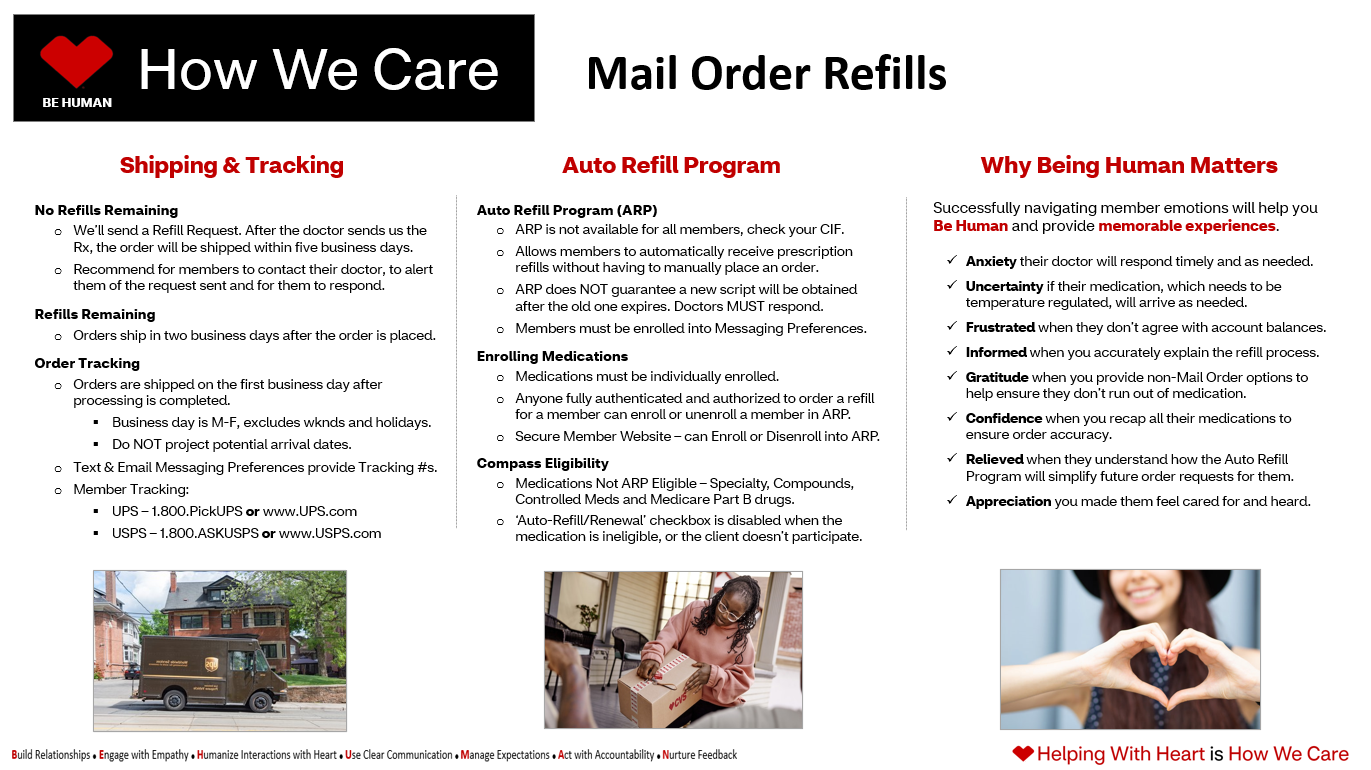 BE HUMAN
How We Care
Mail Order Refills
Shipping & Tracking
No Refills Remaining
o We'll send a Refill Request. After the doctor sends us the
Rx, the order will be shipped within five business days.
o Recommend for members to contact their doctor, to alert
them of the request sent and for them to respond.
Refills Remaining
o Orders ship in two business days after the order is placed.
Order Tracking
o Orders are shipped on the first business day after
processing is completed.
▪ Business day is M-F, excludes wknds and holidays.
▪ Do NOT project potential arrival dates.
o Text & Email Messaging Preferences provide Tracking #s.
o Member Tracking:
▪ UPS – 1.800.PickUPS or www.UPS.com
▪ USPS – 1.800.ASKUSPS or www.USPS.com
Auto Refill Program
Auto Refill Program (ARP)
o ARP is not available for all members, check your CIF.
o Allows members to automatically receive prescription
refills without having to manually place an order.
o ARP does NOT guarantee a new script will be obtained
after the old one expires. Doctors MUST respond.
o Members must be enrolled into Messaging Preferences.
Enrolling Medications
o Medications must be individually enrolled.
o Anyone fully authenticated and authorized to order a refill
for a member can enroll or unenroll a member in ARP.
o Secure Member Website – can Enroll or Disenroll into ARP.
Compass Eligibility
o Medications Not ARP Eligible – Specialty, Compounds,
Controlled Meds and Medicare Part B drugs.
o 'Auto-Refill/Renewal' checkbox is disabled when the
medication is ineligible, or the client doesn't participate.
Why Being Human Matters
Successfully navigating member emotions will help you
Be Human and provide memorable experiences.
✓ Anxiety their doctor will respond timely and as needed.
✓ Uncertainty if their medication, which needs to be
temperature regulated, will arrive as needed.
✓ Frustrated when they don't agree with account balances.
✓ Informed when you accurately explain the refill process.
✓ Gratitude when you provide non-Mail Order options to
help ensure they don't run out of medication.
✓ Confidence when you recap all their medications to
ensure order accuracy.
✓ Relieved when they understand how the Auto Refill
Program will simplify future order requests for them.
✓ Appreciation you made them feel cared for and heard.
ups
CVS
Build Relationships • Engage with Empathy • Humanize Interactions with Heart • Use Clear Communication • Manage Expectations • Act with Accountability • Nurture Feedback
Helping With Heart is How We Care